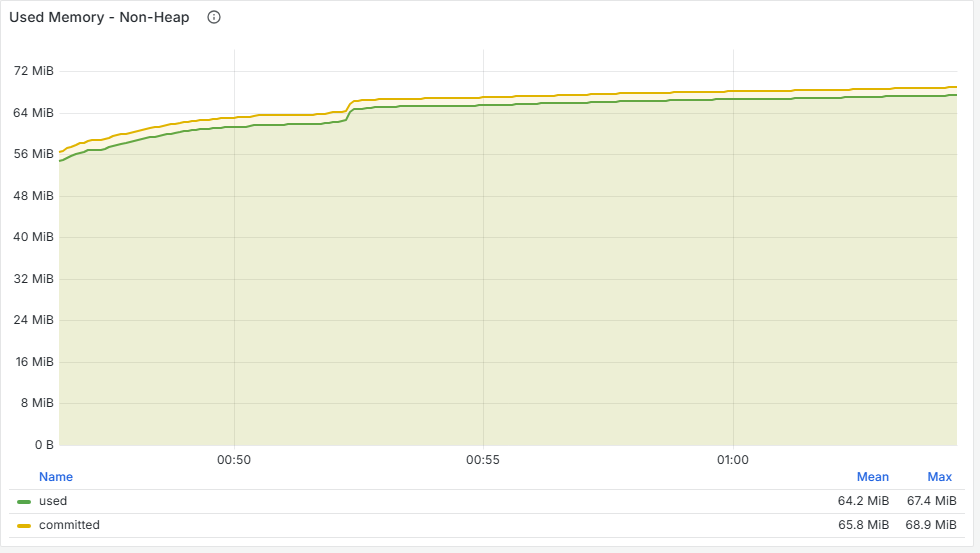 Used Memory - Non-Heap
72 MiB
64 MiB
56 MiB
48 MiB
40 MiB
32 MiB
24 MiB
16 MiB
8 MiB
0 B
00:50 00:55 01:00
Name Mean Max
used 64.2 MiB 67.4 MiB
committed 65.8 MiB 68.9 MiB